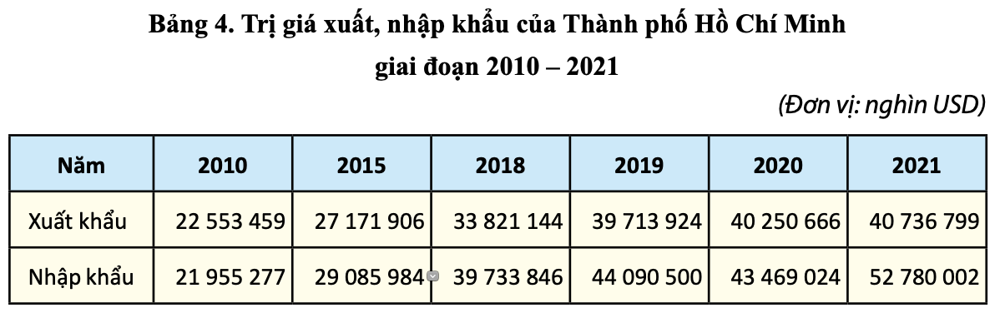 Bảng 4. Trị giá xuất, nhập khẩu của Thành phố Hồ Chí Minh
giai đoạn 2010 – 2021
(Đơn vị: nghìn USD)
Năm 2010 2015 2018 2019 2020 2021
Xuất khẩu 22 553 459 27 171 906 33 821 144 39 713 924 40 250 666 40 736 799
Nhập khẩu 21 955 277 29 085 984 39 733 846 44 090 500 43 469 024 52 780 002